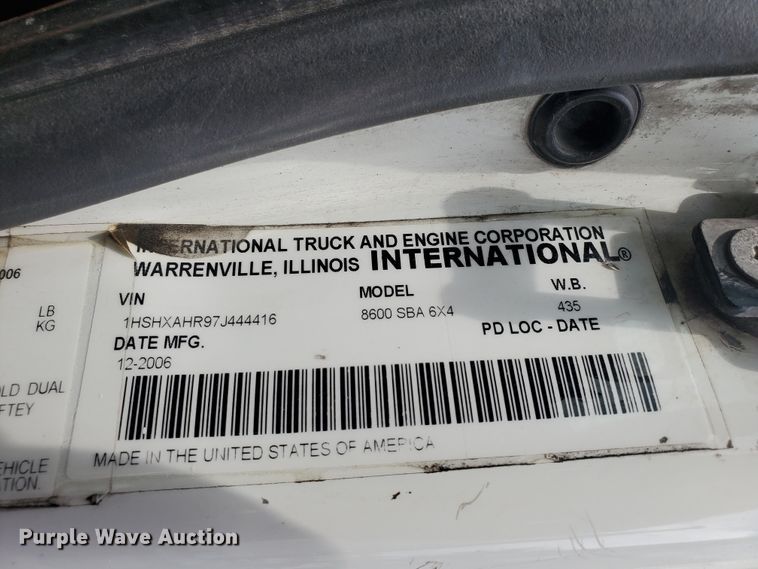 INTERNATIONAL TRUCK AND ENGINE CORPORATION
WARRENVILLE, ILLINOIS INTERNATIONAL®
VIN MODEL W.B.
1HSHXAHR97J444416 8600 SBA 6X4 435
DATE MFG. PD LOC - DATE
12-2006
MADE IN THE UNITED STATES OF AMERICA
006
LB
KG
LD DUAL
FTEY
EHICLE
TION.
Purple Wave Auction